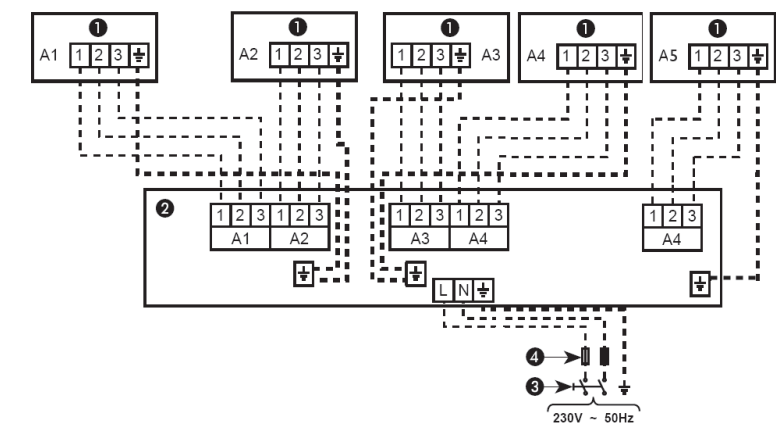 ❶ ❶ ❶ ❶ ❶
A1 1 2 3 A2 1 2 3 1 2 3 A3 A4 1 2 3 A5 1 2 3
❷
1 2 3 1 2 3 1 2 3 1 2 3 1 2 3
A1 A2 A3 A4 A4
L N
❹
❸
230V ~ 50Hz